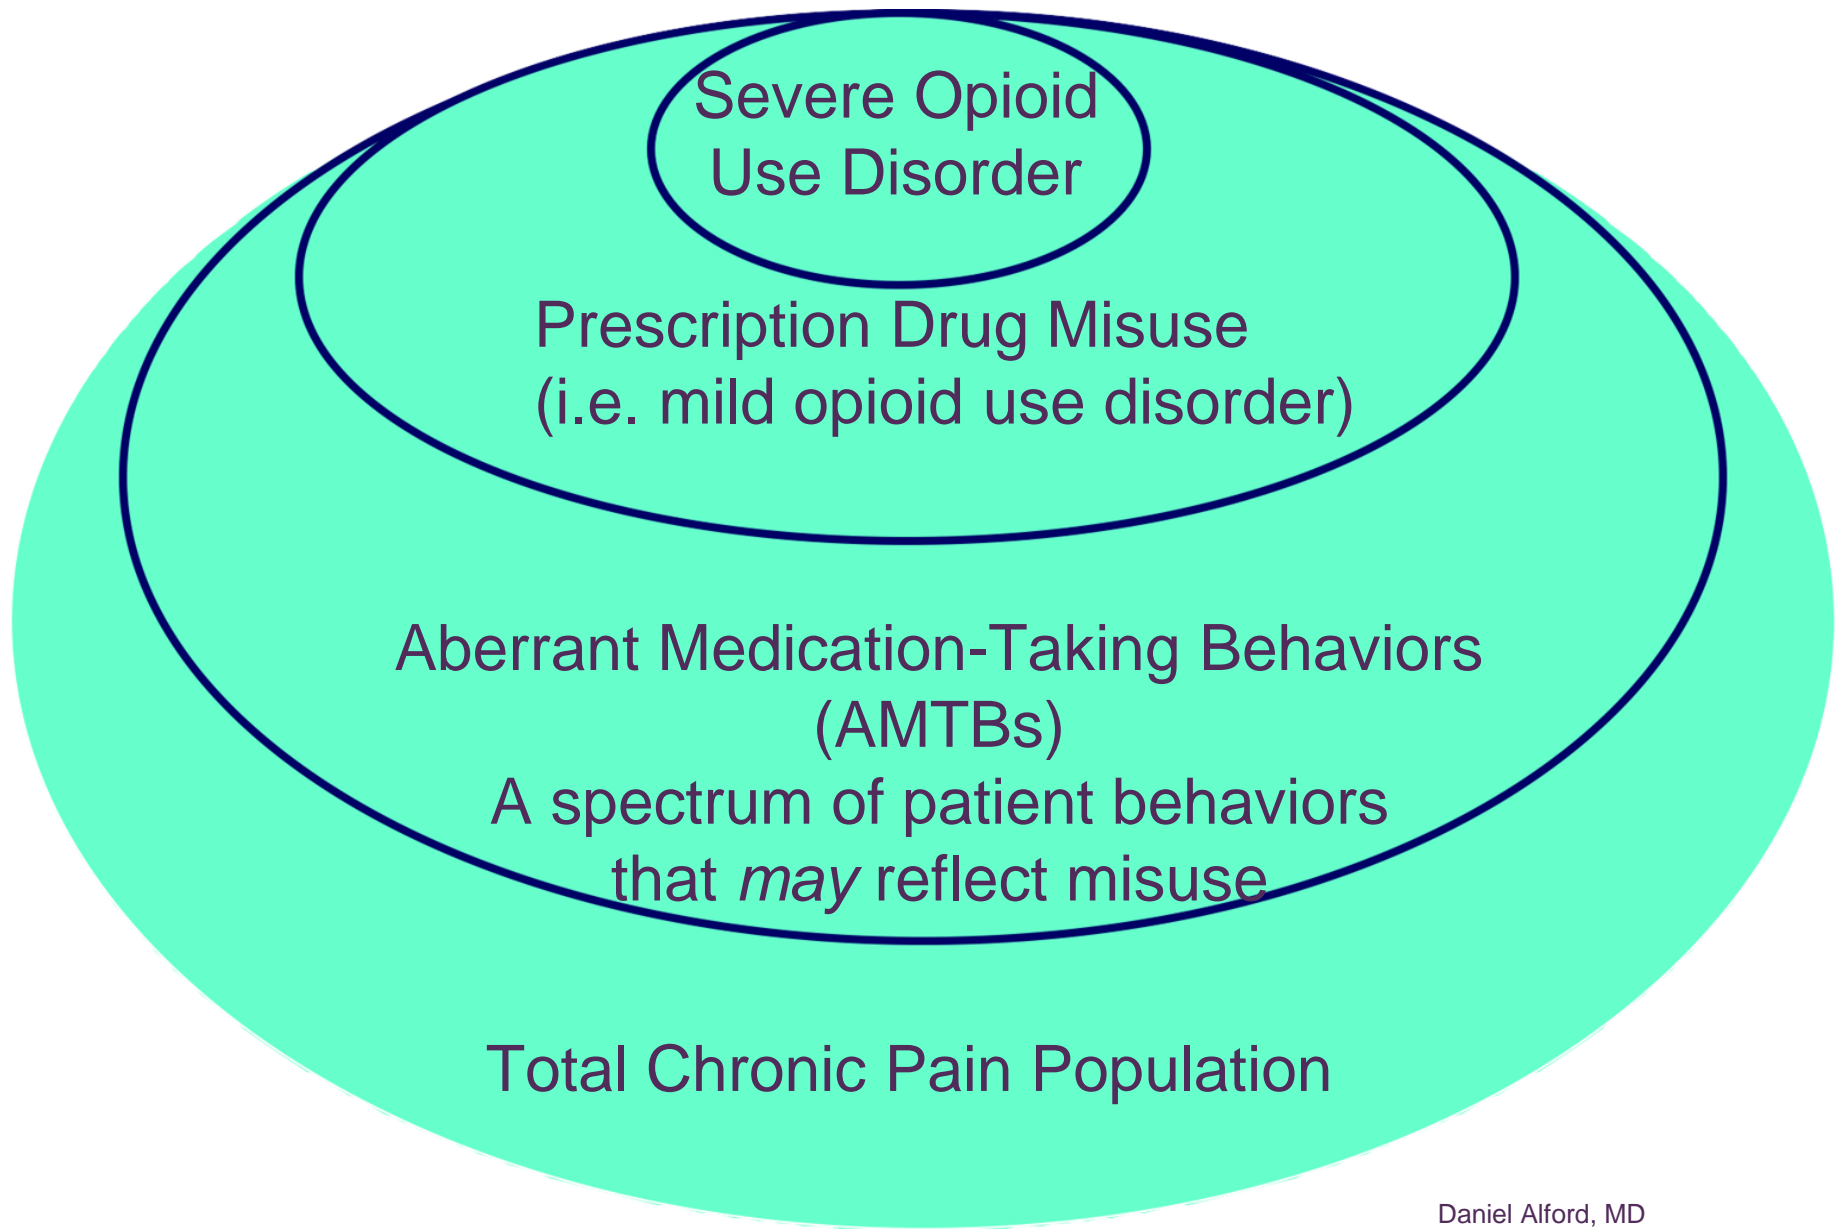 Severe Opioid
Use Disorder
Prescription Drug Misuse
(i.e. mild opioid use disorder)
Aberrant Medication-Taking Behaviors
(AMTBs)
A spectrum of patient behaviors
that may reflect misuse
Total Chronic Pain Population
Daniel Alford, MD